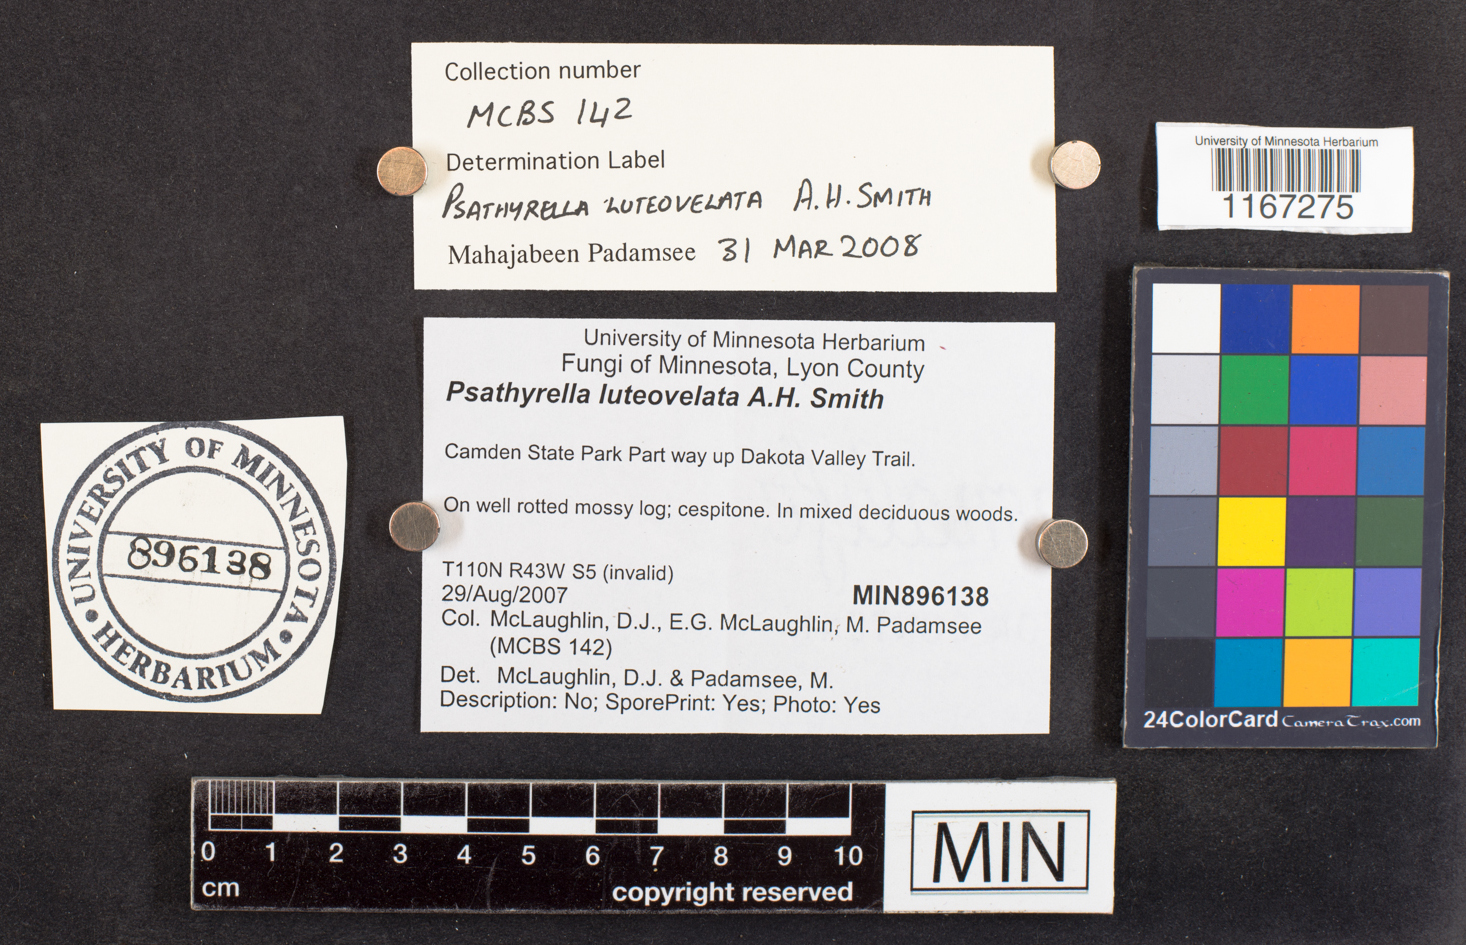 Collection number
MCBS 142
Determination Label
PSATHYRELLA LUTEOVELATA A.H. SMITH
Mahajabeen Padamsee 31 MAR 2008
University of Minnesota Herbarium
1167275
University of Minnesota Herbarium
Fungi of Minnesota, Lyon County
Psathyrella luteovelata A.H. Smith
Camden State Park Part way up Dakota Valley Trail.
On well rotted mossy log; cespitone. In mixed deciduous woods.
T110N R43W S5 (invalid)
29/Aug/2007 MIN896138
Col. McLaughlin, D.J., E.G. McLaughlin, M. Padamsee
(MCBS 142)
Det. McLaughlin, D.J. & Padamsee, M.
Description: No; SporePrint: Yes; Photo: Yes
UNIVERSITY OF MINNESOTA
896138
HERBARIUM
24ColorCard CameraTrax.com
0 1 2 3 4 5 6 7 8 9 10
cm copyright reserved
MIN